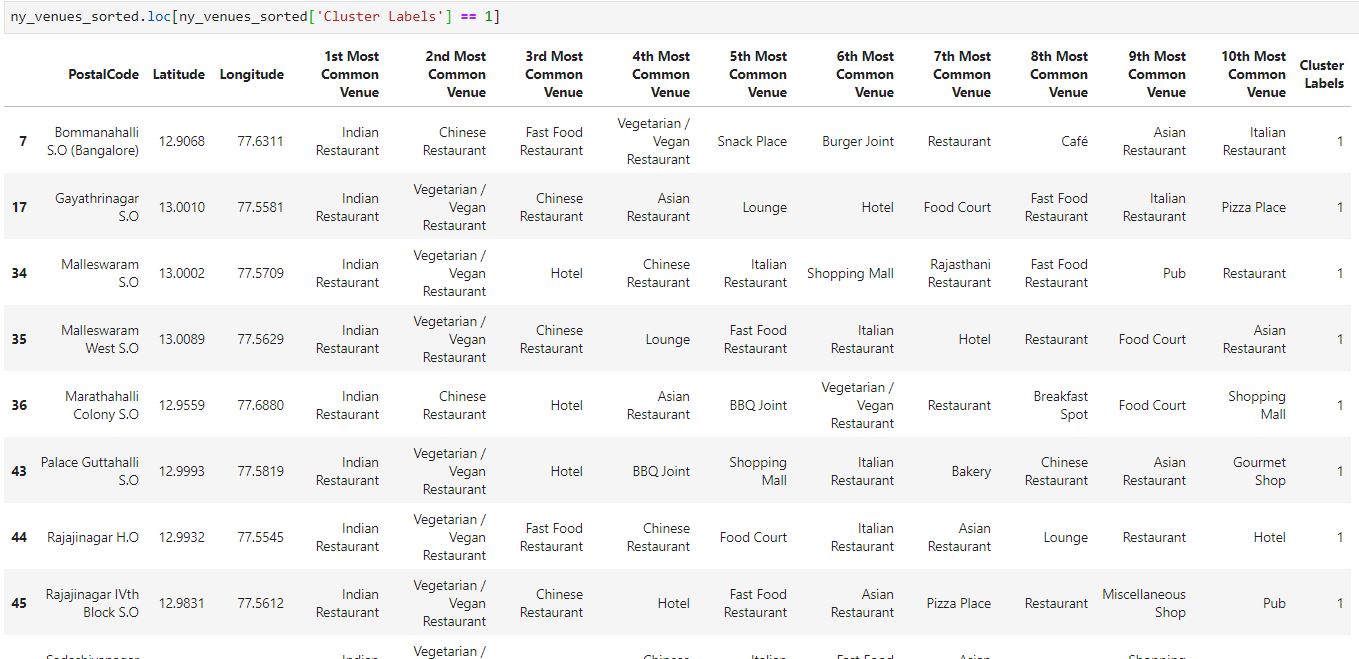 ny_venues_sorted.loc[ny_venues_sorted['Cluster Labels'] == 1]
PostalCode Latitude Longitude 1st Most Common Venue 2nd Most Common Venue 3rd Most Common Venue 4th Most Common Venue 5th Most Common Venue 6th Most Common Venue 7th Most Common Venue 8th Most Common Venue 9th Most Common Venue 10th Most Common Venue Cluster Labels
7 Bommanahalli S.O (Bangalore) 12.9068 77.6311 Indian Restaurant Chinese Restaurant Fast Food Restaurant Vegetarian / Vegan Restaurant Snack Place Burger Joint Restaurant Café Asian Restaurant Italian Restaurant 1
17 Gayathrinagar S.O 13.0010 77.5581 Indian Restaurant Vegetarian / Vegan Restaurant Chinese Restaurant Asian Restaurant Lounge Hotel Food Court Fast Food Restaurant Italian Restaurant Pizza Place 1
34 Malleswaram S.O 13.0002 77.5709 Indian Restaurant Vegetarian / Vegan Restaurant Hotel Chinese Restaurant Italian Restaurant Shopping Mall Rajasthani Restaurant Fast Food Restaurant Pub Restaurant 1
35 Malleswaram West S.O 13.0089 77.5629 Indian Restaurant Vegetarian / Vegan Restaurant Chinese Restaurant Lounge Fast Food Restaurant Italian Restaurant Hotel Restaurant Food Court Asian Restaurant 1
36 Marathahalli Colony S.O 12.9559 77.6880 Indian Restaurant Chinese Restaurant Hotel Asian Restaurant BBQ Joint Vegetarian / Vegan Restaurant Restaurant Breakfast Spot Food Court Shopping Mall 1
43 Palace Guttahalli S.O 12.9993 77.5819 Indian Restaurant Vegetarian / Vegan Restaurant Hotel BBQ Joint Shopping Mall Italian Restaurant Bakery Chinese Restaurant Asian Restaurant Gourmet Shop 1
44 Rajajinagar H.O 12.9932 77.5545 Indian Restaurant Vegetarian / Vegan Restaurant Fast Food Restaurant Chinese Restaurant Food Court Italian Restaurant Asian Restaurant Lounge Restaurant Hotel 1
45 Rajajinagar IVth Block S.O 12.9831 77.5612 Indian Restaurant Vegetarian / Vegan Restaurant Chinese Restaurant Hotel Fast Food Restaurant Italian Restaurant Asian Restaurant Pizza Place Restaurant Miscellaneous Shop Pub 1
Vegetarian /